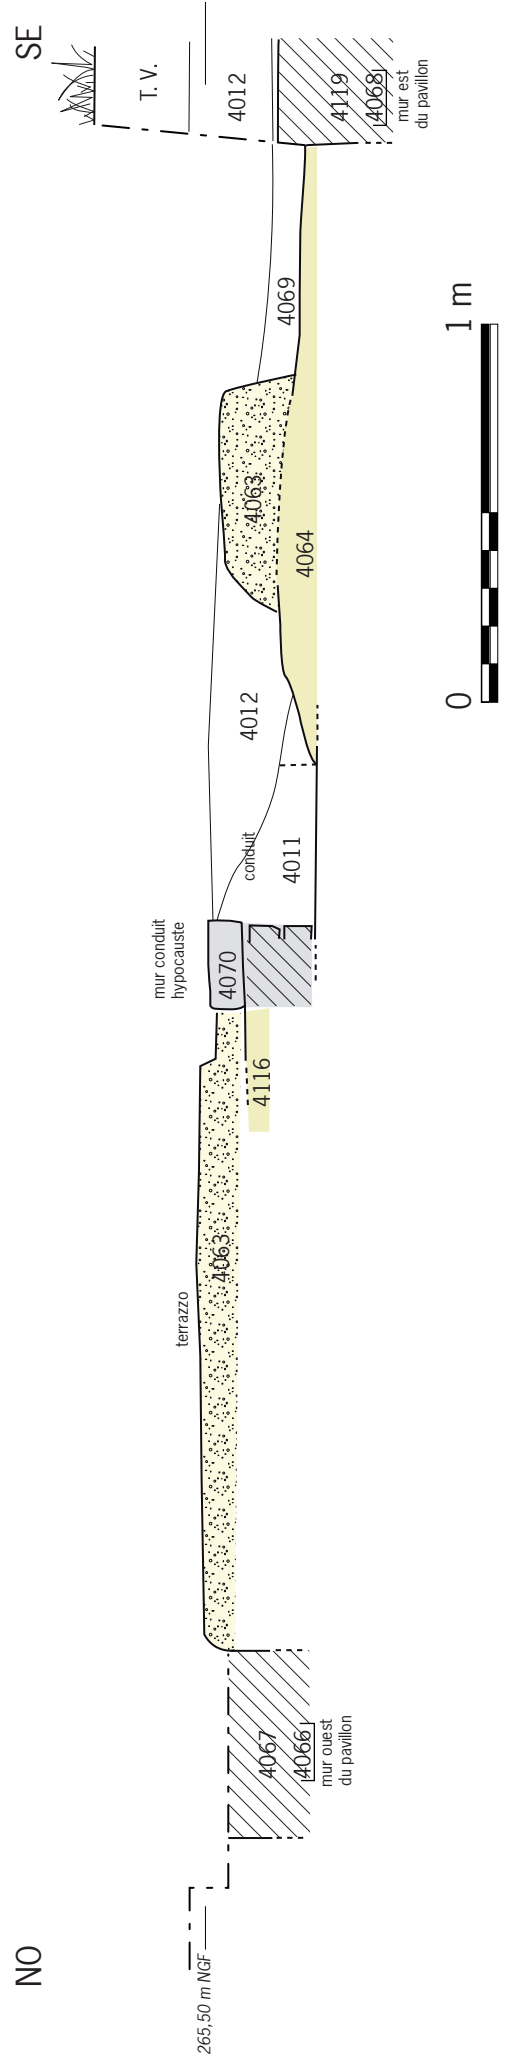 NO
SE
265,50 m NGF
T. V.
4012
terrazzo
mur conduit
hypocauste
4063
4070
4116
conduit
4011
4012
4063
4064
4069
4067
4066
mur ouest
du pavillon
4119
4068
mur est
du pavillon
0
1 m